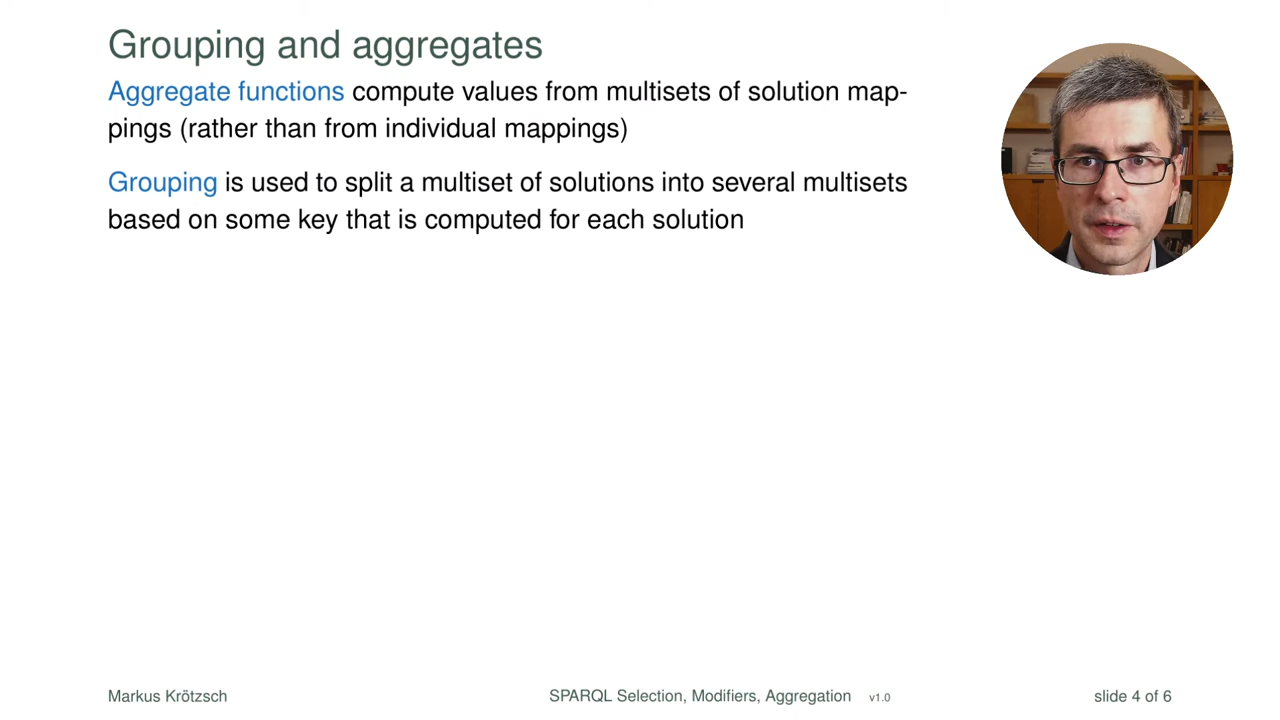 Grouping and aggregates
Aggregate functions compute values from multisets of solution map-
pings (rather than from individual mappings)
Grouping is used to split a multiset of solutions into several multisets
based on some key that is computed for each solution
Markus Krötzsch
SPARQL Selection, Modifiers, Aggregation v1.0
slide 4 of 6